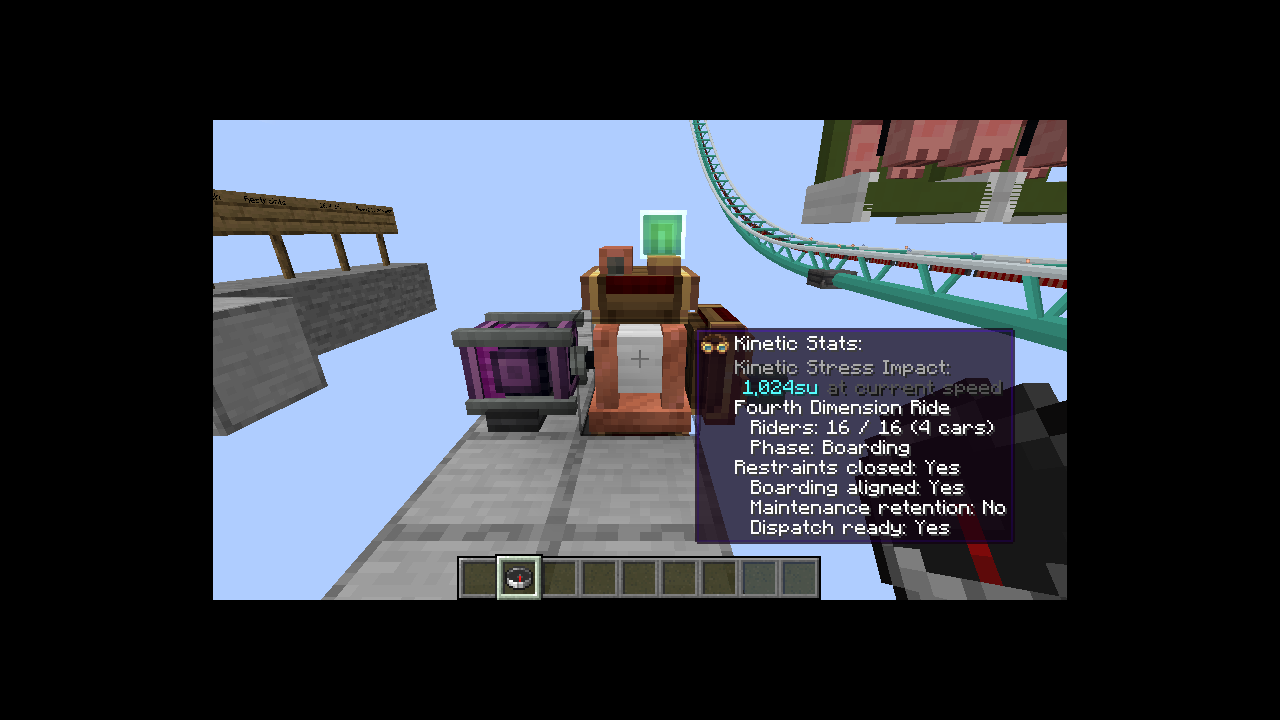 Restraints
Kinetic Stats:
Kinetic Stress Impact:
1,024su at current speed
Fourth Dimension Ride
Riders: 16 / 16 (4 cars)
Phase: Boarding
Restraints closed: Yes
Boarding aligned: Yes
Maintenance retention: No
Dispatch ready: Yes